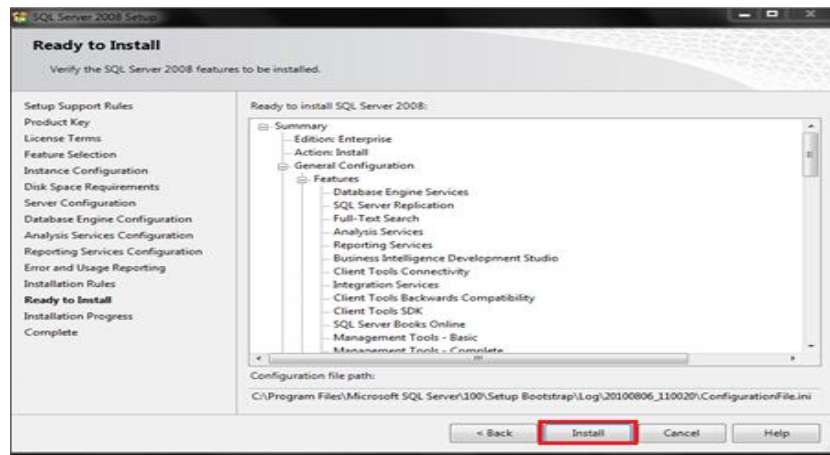 SQL Server 2008 Setup
Ready to Install
Verify the SQL Server 2008 features to be installed.
Setup Support Rules
Product Key
License Terms
Feature Selection
Instance Configuration
Disk Space Requirements
Server Configuration
Database Engine Configuration
Analysis Services Configuration
Reporting Services Configuration
Error and Usage Reporting
Installation Rules
Ready to Install
Installation Progress
Complete
Ready to install SQL Server 2008:
Summary
Edition: Enterprise
Action: Install
General Configuration
Features
Database Engine Services
SQL Server Replication
Full-Text Search
Analysis Services
Reporting Services
Business Intelligence Development Studio
Client Tools Connectivity
Integration Services
Client Tools Backwards Compatibility
Client Tools SDK
SQL Server Books Online
Management Tools - Basic
Management Tools - Complete
Configuration file path:
C:\Program Files\Microsoft SQL Server\100\Setup Bootstrap\Log\20100806_110020\ConfigurationFile.ini
< Back
Install
Cancel
Help